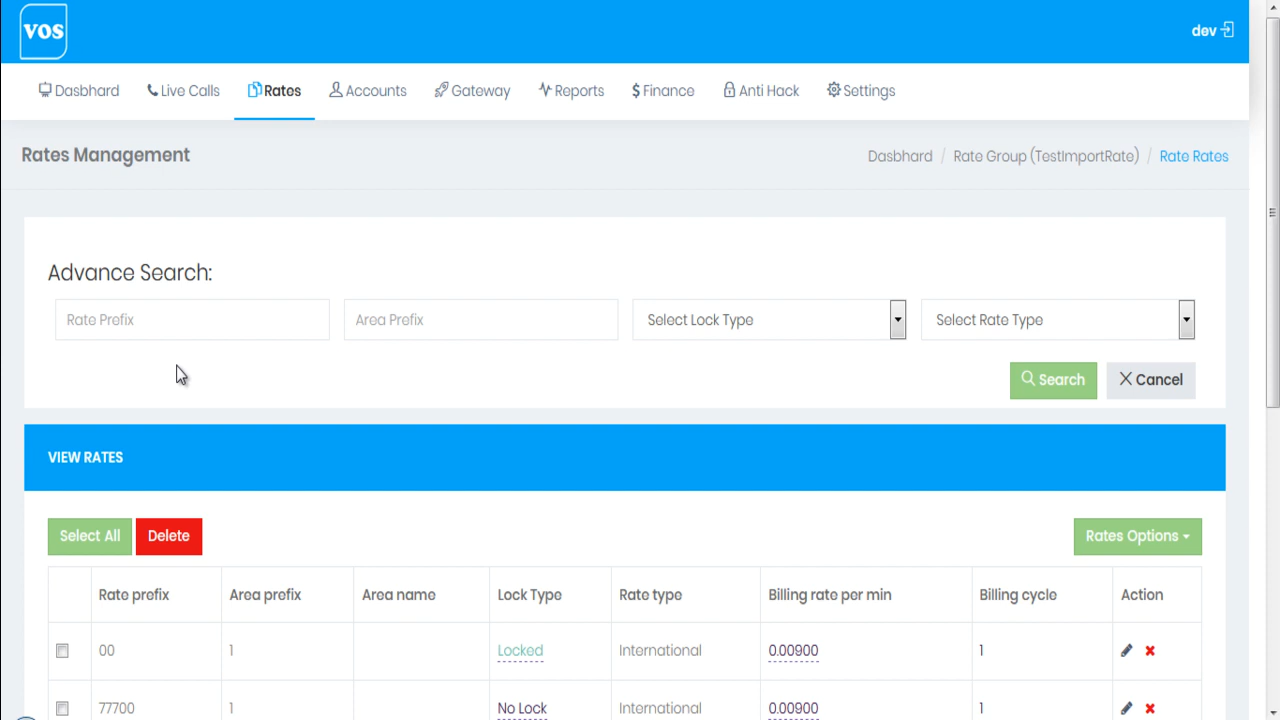 VOS
dev
Dasbhard Live Calls Rates Accounts Gateway Reports $ Finance Anti Hack Settings
Rates Management
Dasbhard / Rate Group (TestImportRate) / Rate Rates
Advance Search:
Rate Prefix Area Prefix Select Lock Type Select Rate Type
Search Cancel
VIEW RATES
Select All Delete Rates Options
Rate prefix Area prefix Area name Lock Type Rate type Billing rate per min Billing cycle Action
00 1 Locked International 0.00900 1
77700 1 No Lock International 0.00900 1